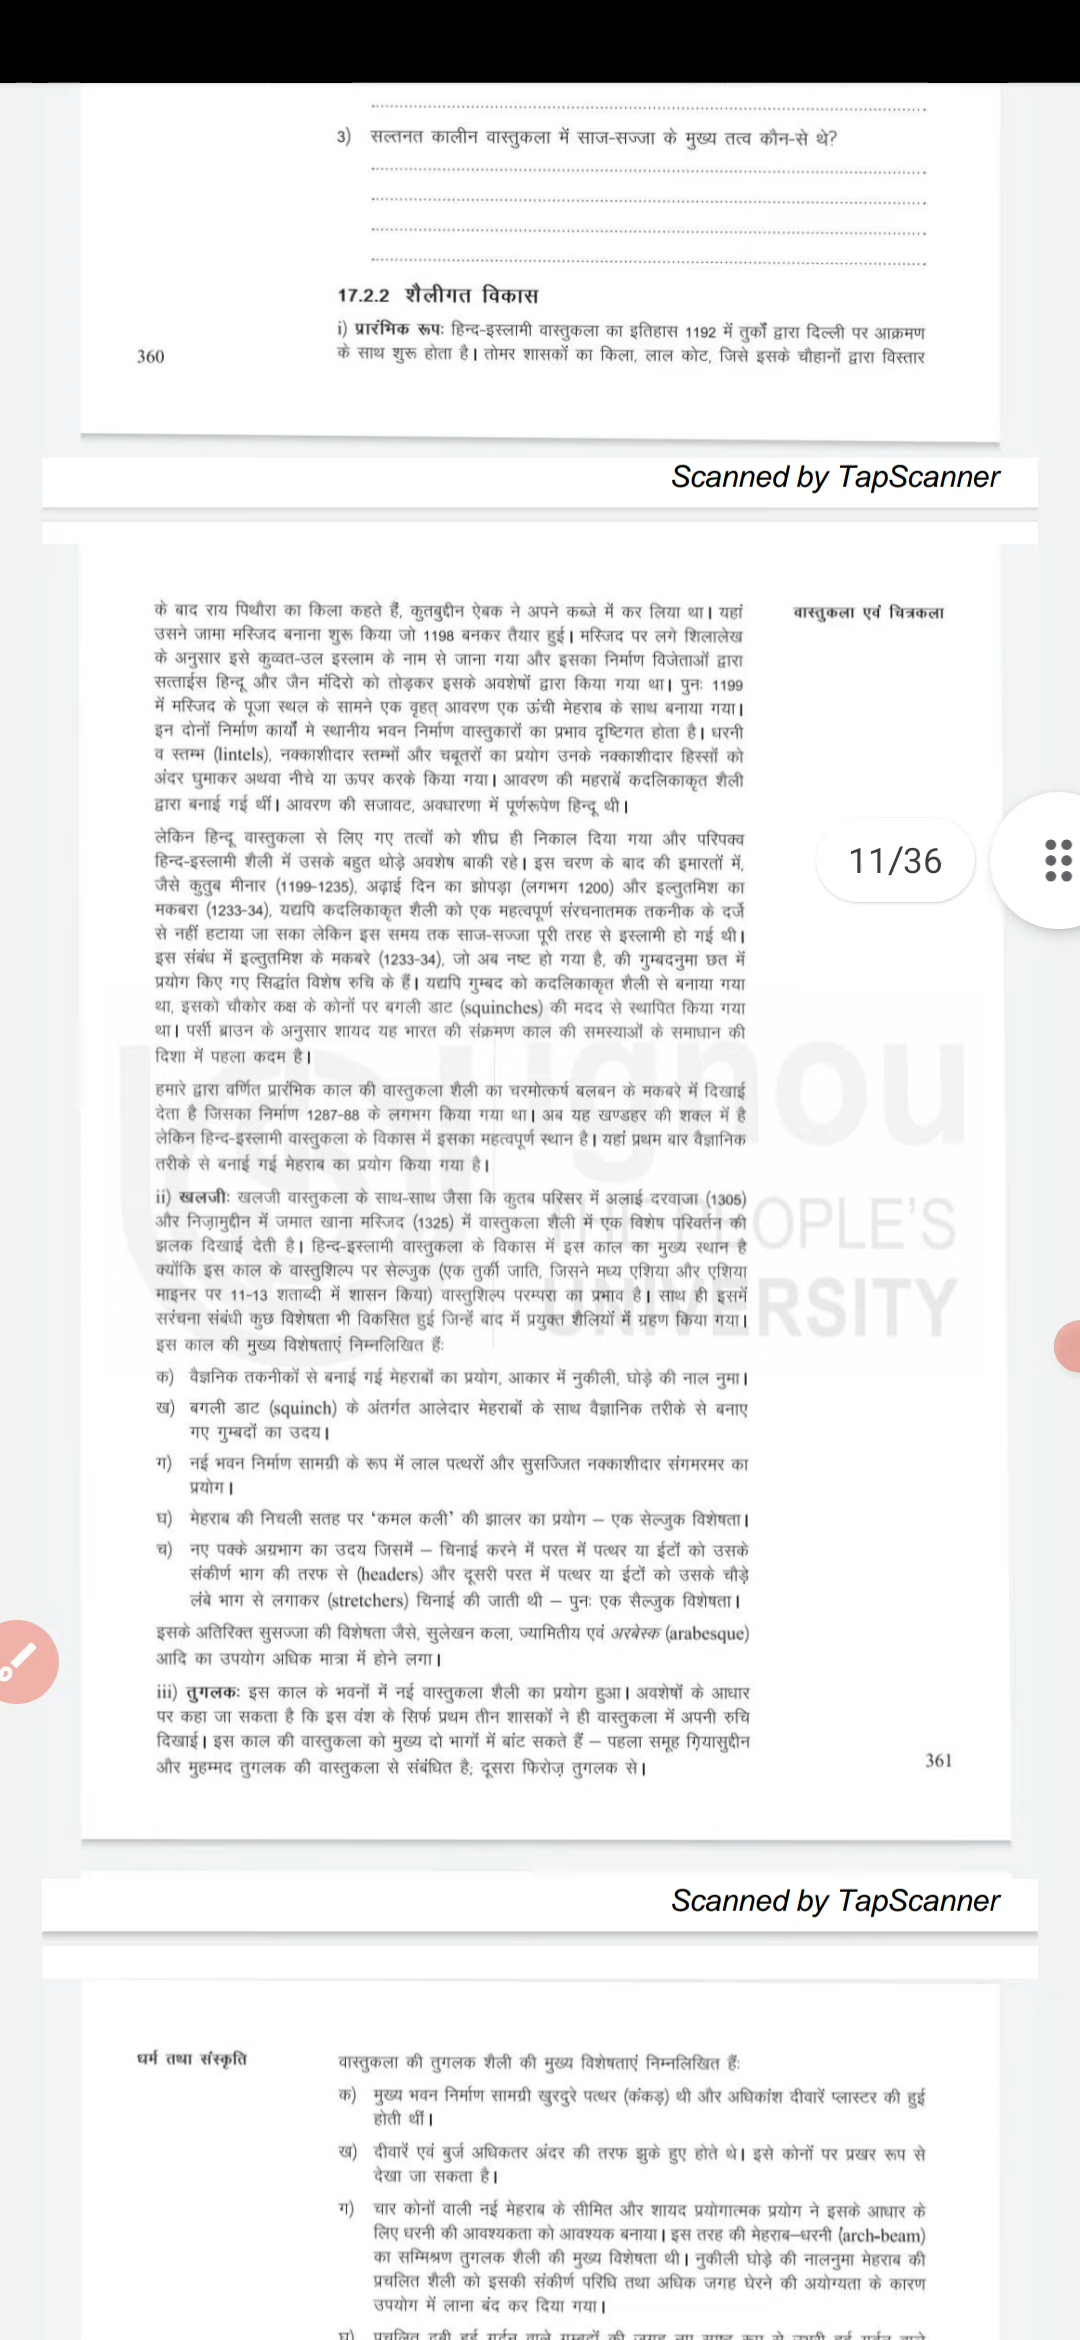 3) सल्तनत कालीन वास्तुकला में साज-सज्जा के मुख्य तत्व कौन-से थे?
17.2.2 शैलीगत विकास
i) प्रारंभिक रूपः हिन्द-इस्लामी वास्तुकला का इतिहास 1192 में तुर्कों द्वारा दिल्ली पर आक्रमण
360
के साथ शुरू होता है। तोमर शासकों का किला, लाल कोट, जिसे इसके चौहानों द्वारा विस्तार
Scanned by TapScanner
के बाद राय पिथौरा का किला कहते हैं, कुतबुद्दीन ऐबक ने अपने कब्जे में कर लिया था। यहां
वास्तुकला एवं चित्रकला
उसने जामा मस्जिद बनाना शुरू किया जो 1198 बनकर तैयार हुई। मस्जिद पर लगे शिलालेख
के अनुसार इसे कुव्वत-उल इस्लाम के नाम से जाना गया और इसका निर्माण विजेताओं द्वारा
सत्ताईस हिन्दू और जैन मंदिरो को तोड़कर इसके अवशेषों द्वारा किया गया था। पुनः 1199
में मस्जिद के पूजा स्थल के सामने एक वृहत् आवरण एक ऊंची मेहराब के साथ बनाया गया।
इन दोनों निर्माण कार्यों मे स्थानीय भवन निर्माण वास्तुकारों का प्रभाव दृष्टिगत होता है। धरनी
व स्तम्भ (lintels), नक्काशीदार स्तम्भों और चबूतरों का प्रयोग उनके नक्काशीदार हिस्सों को
अंदर घुमाकर अथवा नीचे या ऊपर करके किया गया। आवरण की महराबें कदलिकाकृत शैली
द्वारा बनाई गई थीं। आवरण की सजावट, अवधारणा में पूर्णरूपेण हिन्दू थी।
लेकिन हिन्दू वास्तुकला से लिए गए तत्वों को शीघ्र ही निकाल दिया गया और परिपक्व
हिन्द-इस्लामी शैली में उसके बहुत थोड़े अवशेष बाकी रहे। इस चरण के बाद की इमारतों में,
11/36
जैसे कुतुब मीनार (1199-1235), अढ़ाई दिन का झोपड़ा (लगभग 1200) और इल्तुतमिश का
मकबरा (1233-34), यद्यपि कदलिकाकृत शैली को एक महत्वपूर्ण संरचनातमक तकनीक के दर्जे
से नहीं हटाया जा सका लेकिन इस समय तक साज-सज्जा पूरी तरह से इस्लामी हो गई थी।
इस संबंध में इल्तुतमिश के मकबरे (1233-34), जो अब नष्ट हो गया है, की गुम्बदनुमा छत में
प्रयोग किए गए सिद्धांत विशेष रुचि के हैं। यद्यपि गुम्बद को कदलिकाकृत शैली से बनाया गया
था, इसको चौकोर कक्ष के कोनों पर बगली डाट (squinches) की मदद से स्थापित किया गया
था। पर्सी ब्राउन के अनुसार शायद यह भारत की संक्रमण काल की समस्याओं के समाधान की
दिशा में पहला कदम है।
हमारे द्वारा वर्णित प्रारंभिक काल की वास्तुकला शैली का चरमोत्कर्ष बलबन के मकबरे में दिखाई
देता है जिसका निर्माण 1287-88 के लगभग किया गया था। अब यह खण्डहर की शक्ल में है
लेकिन हिन्द-इस्लामी वास्तुकला के विकास में इसका महत्वपूर्ण स्थान है। यहां प्रथम बार वैज्ञानिक
तरीके से बनाई गई मेहराब का प्रयोग किया गया है।
ignou
THE PEOPLE'S
UNIVERSITY
ii) खलजीः खलजी वास्तुकला के साथ-साथ जैसा कि कुतब परिसर में अलाई दरवाजा (1305)
और निज़ामुद्दीन में जमात खाना मस्जिद (1325) में वास्तुकला शैली में एक विशेष परिवर्तन की
झलक दिखाई देती है। हिन्द-इस्लामी वास्तुकला के विकास में इस काल का मुख्य स्थान है
क्योंकि इस काल के वास्तुशिल्प पर सेल्जुक (एक तुर्की जाति, जिसने मध्य एशिया और एशिया
माइनर पर 11-13 शताब्दी में शासन किया) वास्तुशिल्प परम्परा का प्रभाव है। साथ ही इसमें
सरंचना संबंधी कुछ विशेषता भी विकसित हुई जिन्हें बाद में प्रयुक्त शैलियों में ग्रहण किया गया।
इस काल की मुख्य विशेषताएं निम्नलिखित हैंः
क) वैज्ञनिक तकनीकों से बनाई गई मेहराबों का प्रयोग, आकार में नुकीली, घोड़े की नाल नुमा।
ख) बगली डाट (squinch) के अंतर्गत आलेदार मेहराबों के साथ वैज्ञानिक तरीके से बनाए
गए गुम्बदों का उदय।
ग) नई भवन निर्माण सामग्री के रूप में लाल पत्थरों और सुसज्जित नक्काशीदार संगमरमर का
प्रयोग।
घ) मेहराब की निचली सतह पर ‘कमल कली’ की झालर का प्रयोग – एक सेल्जुक विशेषता।
च) नए पक्के अग्रभाग का उदय जिसमें – चिनाई करने में परत में पत्थर या ईटों को उसके
संकीर्ण भाग की तरफ से (headers) और दूसरी परत में पत्थर या ईटों को उसके चौड़े
लंबे भाग से लगाकर (stretchers) चिनाई की जाती थी – पुनः एक सैल्जुक विशेषता।
इसके अतिरिक्त सुसज्जा की विशेषता जैसे, सुलेखन कला, ज्यामितीय एवं अरबेस्क (arabesque)
आदि का उपयोग अधिक मात्रा में होने लगा।
iii) तुगलकः इस काल के भवनों में नई वास्तुकला शैली का प्रयोग हुआ। अवशेषों के आधार
पर कहा जा सकता है कि इस वंश के सिर्फ प्रथम तीन शासकों ने ही वास्तुकला में अपनी रुचि
दिखाई। इस काल की वास्तुकला को मुख्य दो भागों में बांट सकते हैं – पहला समूह ग़ियासुद्दीन
और मुहम्मद तुगलक की वास्तुकला से संबंधित है; दूसरा फिरोज़ तुगलक से।
361
Scanned by TapScanner
धर्म तथा संस्कृति
वास्तुकला की तुगलक शैली की मुख्य विशेषताएं निम्नलिखित हैंः
क) मुख्य भवन निर्माण सामग्री खुरदुरे पत्थर (कंकड़) थी और अधिकांश दीवारें प्लास्टर की हुई
होती थीं।
ख) दीवारें एवं बुर्ज अधिकतर अंदर की तरफ झुके हुए होते थे। इसे कोनों पर प्रखर रूप से
देखा जा सकता है।
ग) चार कोनों वाली नई मेहराब के सीमित और शायद प्रयोगात्मक प्रयोग ने इसके आधार के
लिए धरनी की आवश्यकता को आवश्यक बनाया। इस तरह की मेहराब–धरनी (arch-beam)
का सम्मिश्रण तुगलक शैली की मुख्य विशेषता थी। नुकीली घोड़े की नालनुमा मेहराब की
प्रचलित शैली को इसकी संकीर्ण परिधि तथा अधिक जगह घेरने की अयोग्यता के कारण
उपयोग में लाना बंद कर दिया गया।